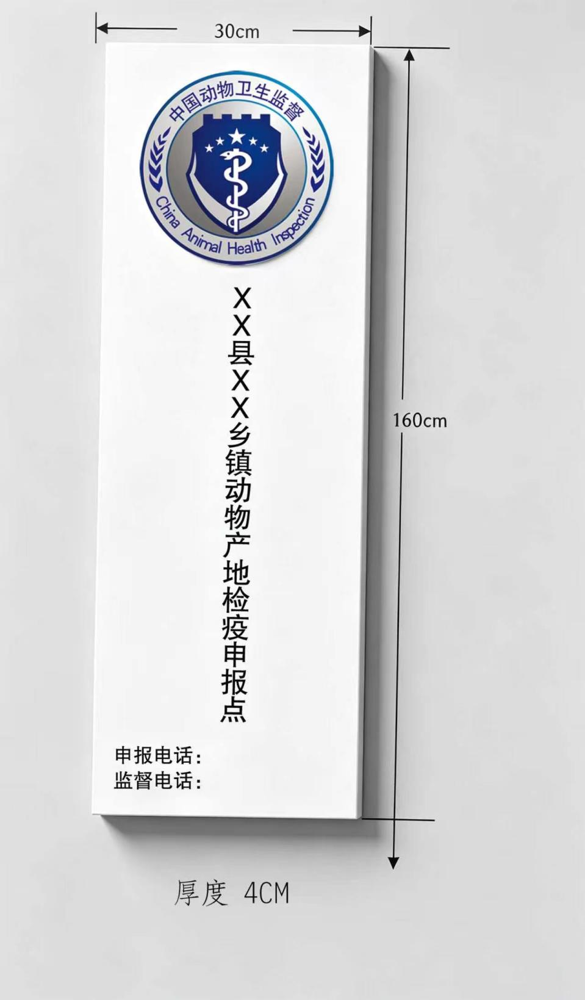 30cm
中国动物卫生监督
China Animal Health Inspection
XX县XX乡镇动物产地检疫申报点
160cm
申报电话：
监督电话：
厚度 4CM